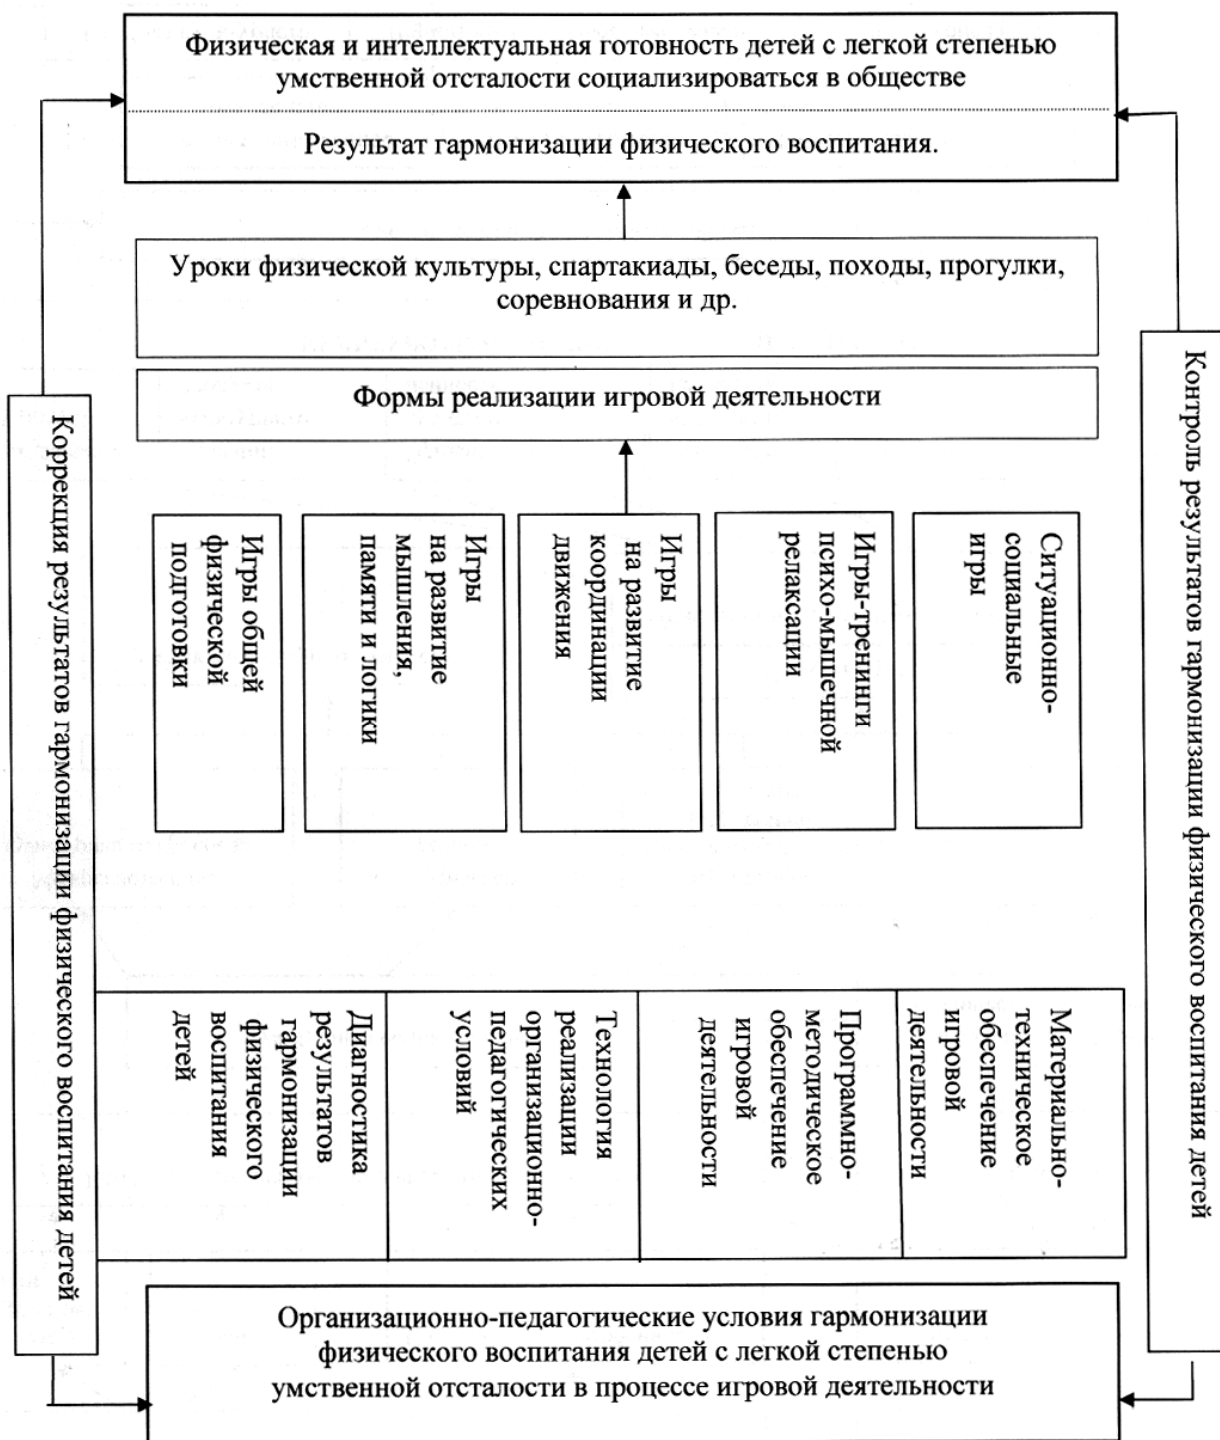 Физическая и интеллектуальная готовность детей с легкой степенью
умственной отсталости социализироваться в обществе
Результат гармонизации физического воспитания.
Уроки физической культуры, спартакиады, беседы, походы, прогулки,
соревнования и др.
Формы реализации игровой деятельности
Коррекция результатов гармонизации физического воспитания детей
Игры общей
физической
подготовки
Игры
на развитие
мышления,
памяти и логики
Игры
на развитие
координации
движения
Игры-тренинги
психо-мышечной
релаксации
Ситуационно-
социальные
игры
Контроль результатов гармонизации физического воспитания детей
Диагностика
результатов
гармонизации
физического
воспитания
детей
Технология
реализации
организационно-
педагогических
условий
Программно-
методическое
обеспечение
игровой
деятельности
Материально-
техническое
обеспечение
игровой
деятельности
Организационно-педагогические условия гармонизации
физического воспитания детей с легкой степенью
умственной отсталости в процессе игровой деятельности